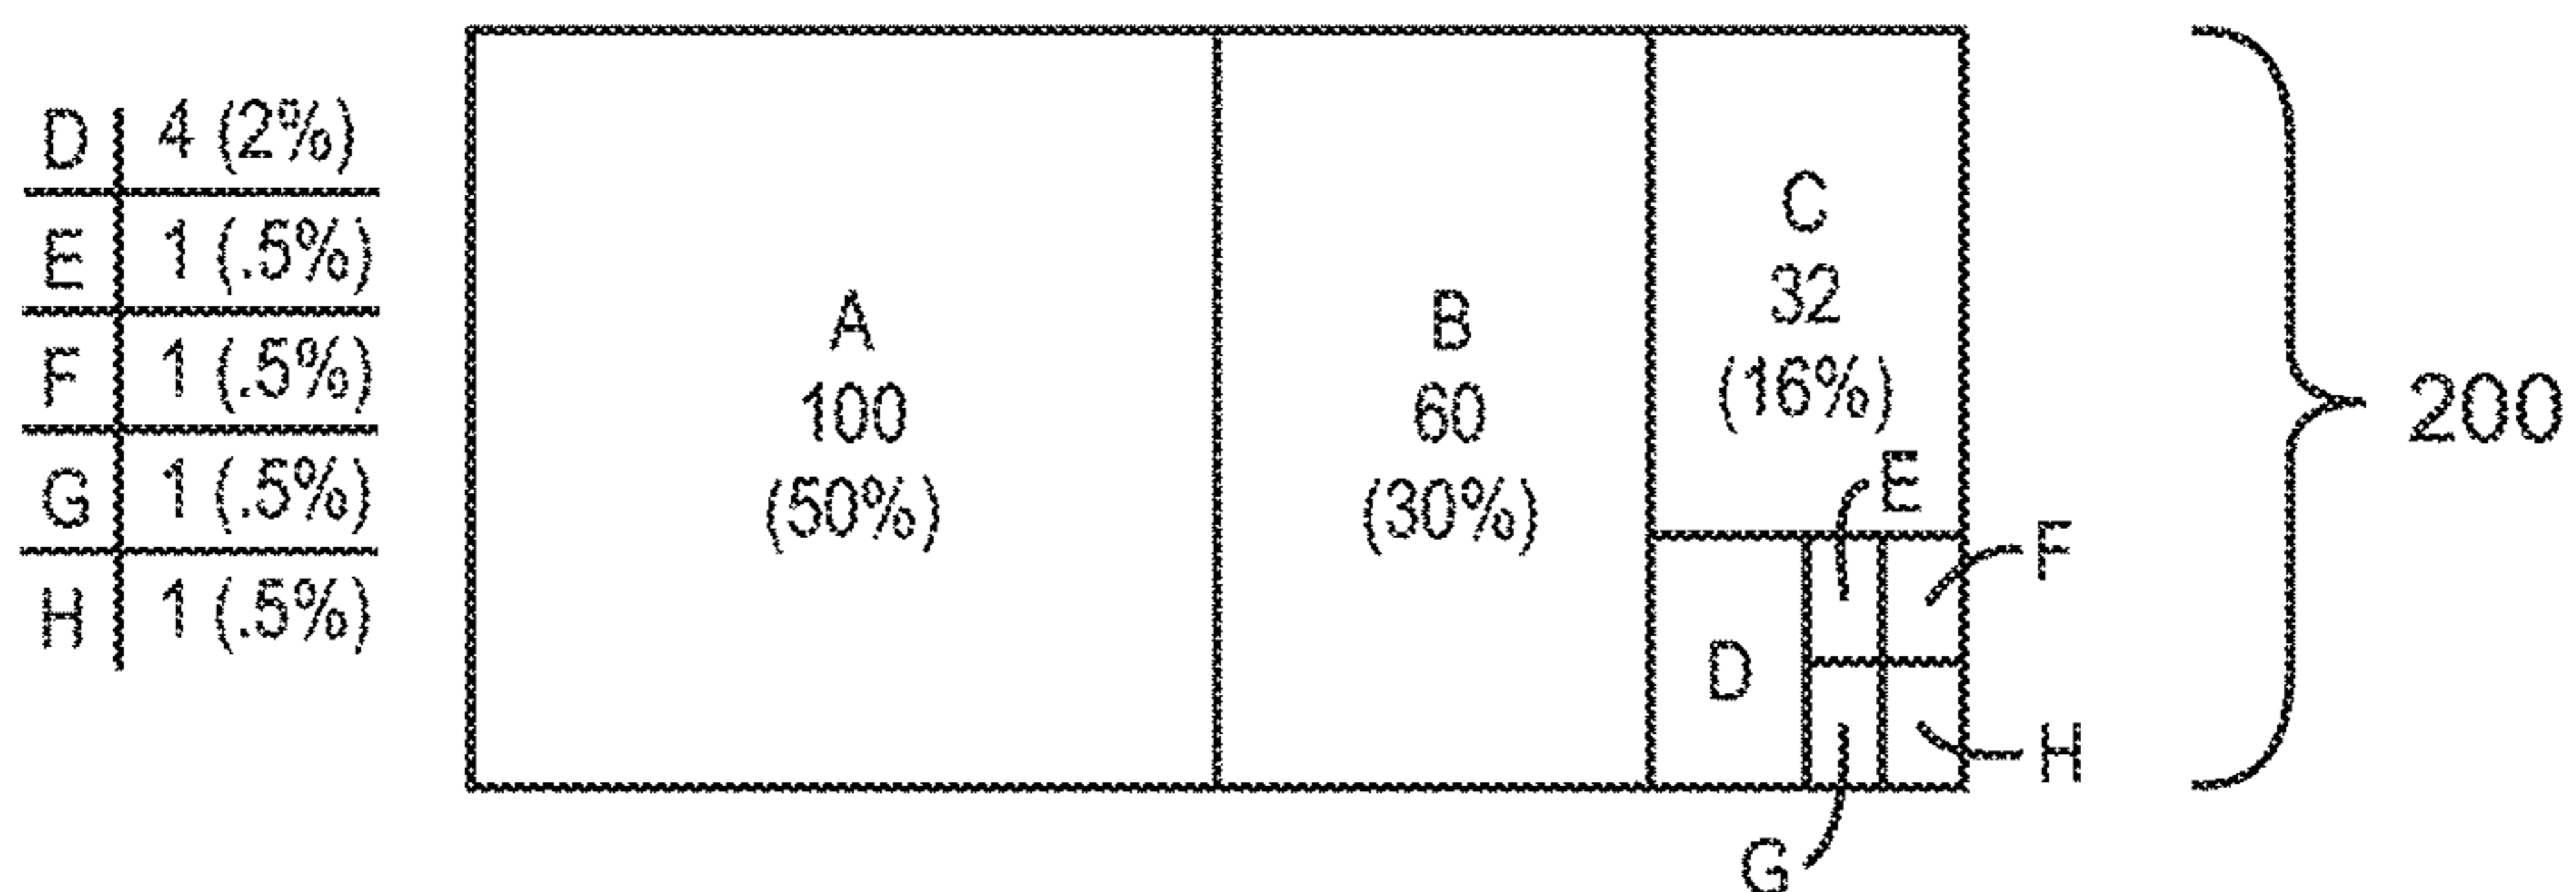 D 4 (2%)
E 1 (.5%)
F 1 (.5%)
G 1 (.5%)
H 1 (.5%)
A
100
(50%)
B
60
(30%)
C
32
(16%)
E
F
D
H
G
200